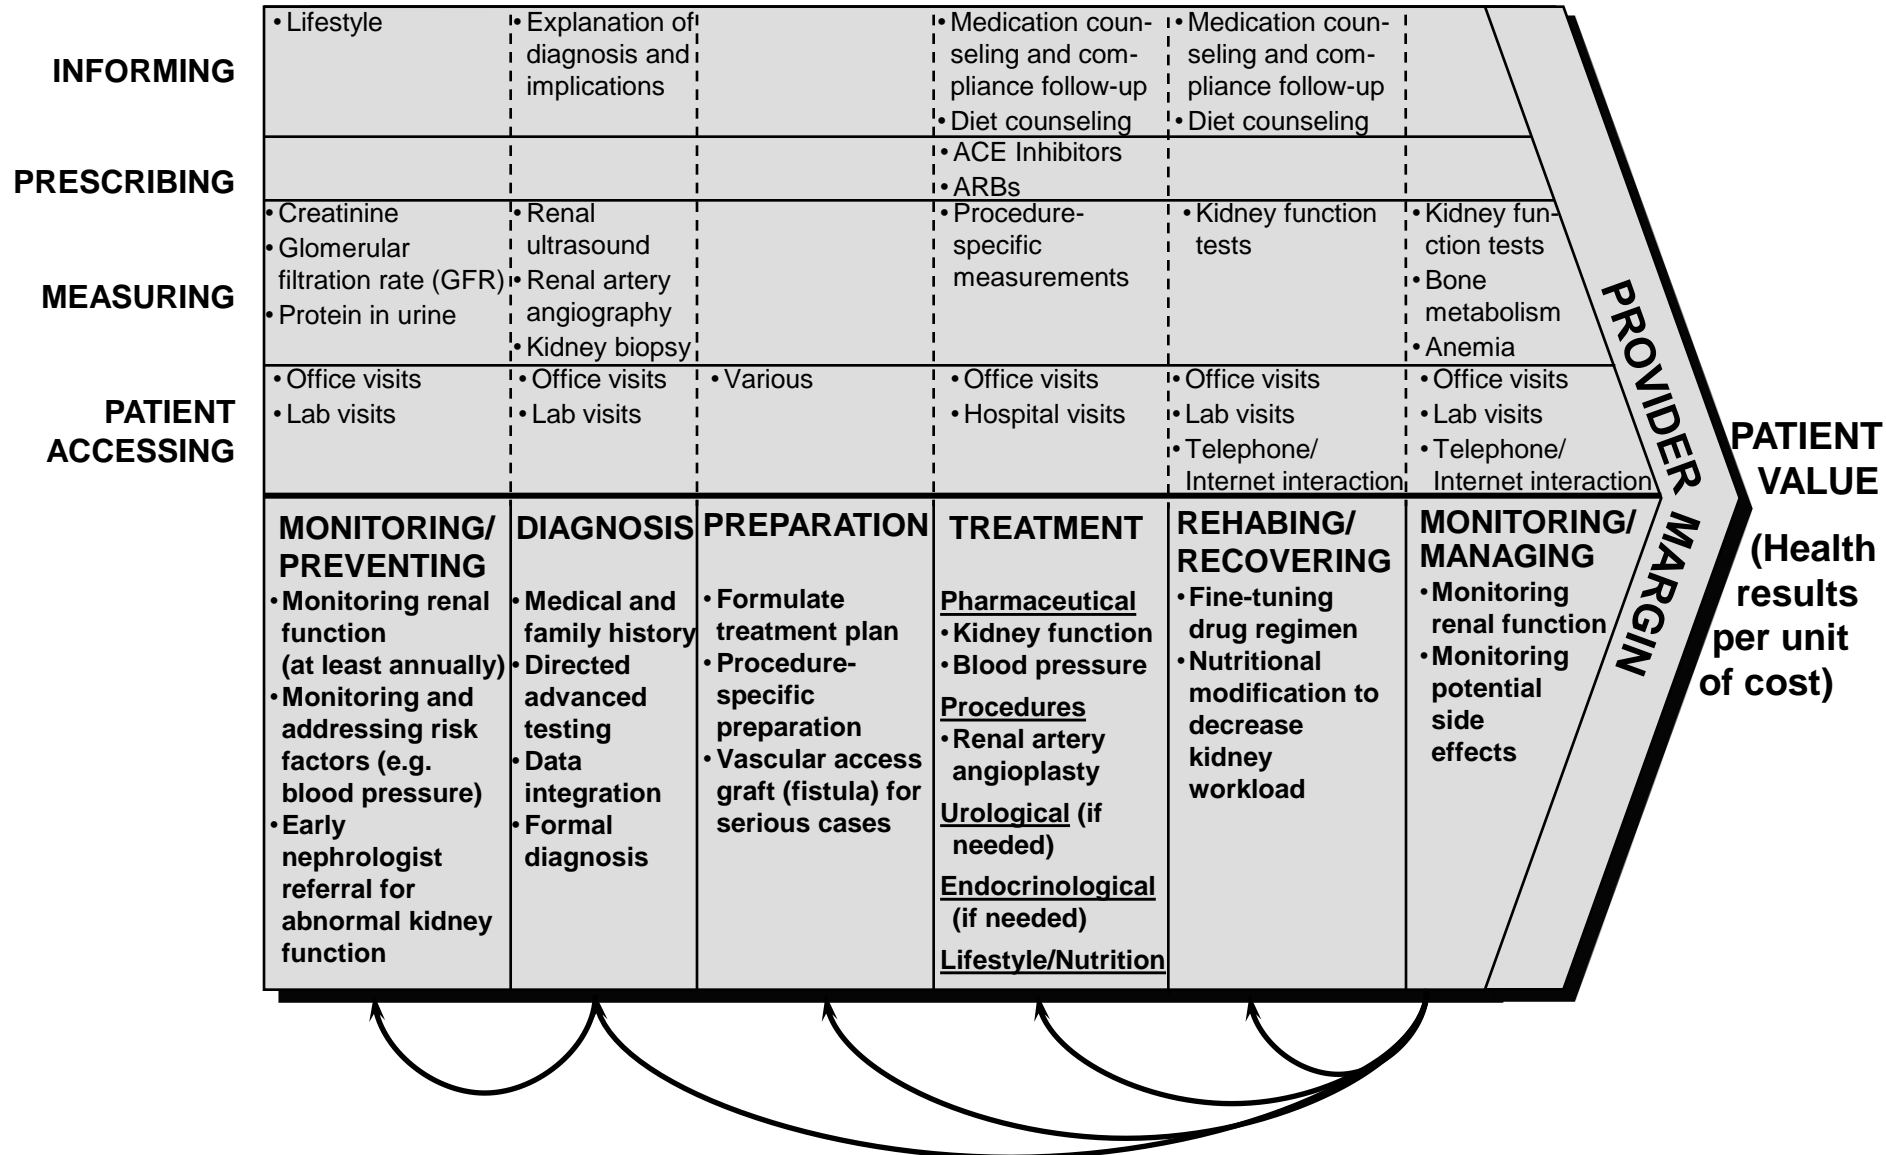 INFORMING
• Lifestyle
• Explanation of
diagnosis and
implications
• Medication coun-
seling and com-
pliance follow-up
• Diet counseling
• Medication coun-
seling and com-
pliance follow-up
• Diet counseling
PRESCRIBING
• ACE Inhibitors
• ARBs
MEASURING
• Creatinine
• Glomerular
filtration rate (GFR)
• Protein in urine
• Renal
ultrasound
• Renal artery
angiography
• Kidney biopsy
• Procedure-
specific
measurements
• Kidney function
tests
• Kidney fun-
ction tests
• Bone
metabolism
• Anemia
PATIENT
ACCESSING
• Office visits
• Lab visits
• Office visits
• Lab visits
• Various
• Office visits
• Hospital visits
• Office visits
• Lab visits
• Telephone/
Internet interaction
• Office visits
• Lab visits
• Telephone/
Internet interaction
MONITORING/
PREVENTING
• Monitoring renal
function
(at least annually)
• Monitoring and
addressing risk
factors (e.g.
blood pressure)
• Early
nephrologist
referral for
abnormal kidney
function
DIAGNOSIS
• Medical and
family history
• Directed
advanced
testing
• Data
integration
• Formal
diagnosis
PREPARATION
• Formulate
treatment plan
• Procedure-
specific
preparation
• Vascular access
graft (fistula) for
serious cases
TREATMENT
Pharmaceutical
• Kidney function
• Blood pressure
Procedures
• Renal artery
angioplasty
Urological (if
needed)
Endocrinological
(if needed)
Lifestyle/Nutrition
REHABING/
RECOVERING
• Fine-tuning
drug regimen
• Nutritional
modification to
decrease
kidney
workload
MONITORING/
MANAGING
• Monitoring
renal function
• Monitoring
potential
side
effects
PROVIDER MARGIN
PATIENT
VALUE
(Health
results
per unit
of cost)